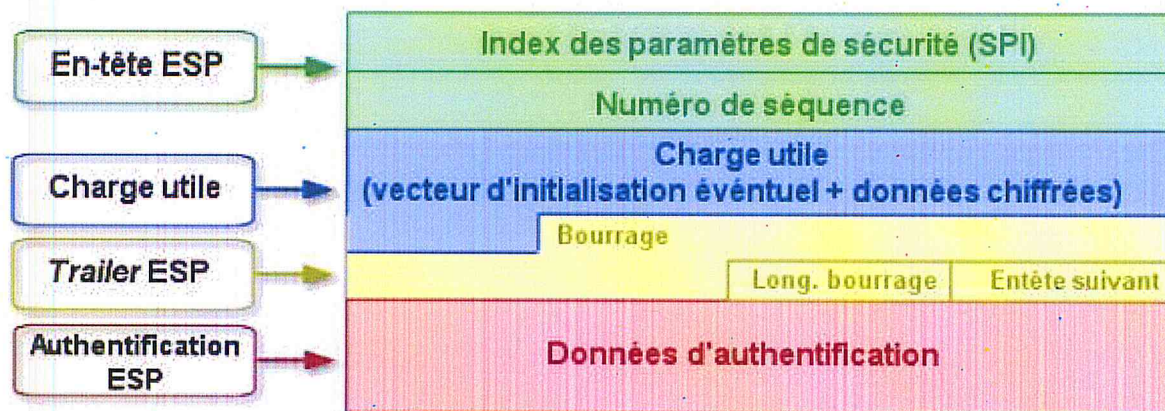 En-tête ESP
Index des paramètres de sécurité (SPI)
Numéro de séquence
Charge utile
Charge utile
(vecteur d'initialisation éventuel + données chiffrées)
Trailer ESP
Bourrage
Long. bourrage
Entête suivant
Authentification
ESP
Données d'authentification